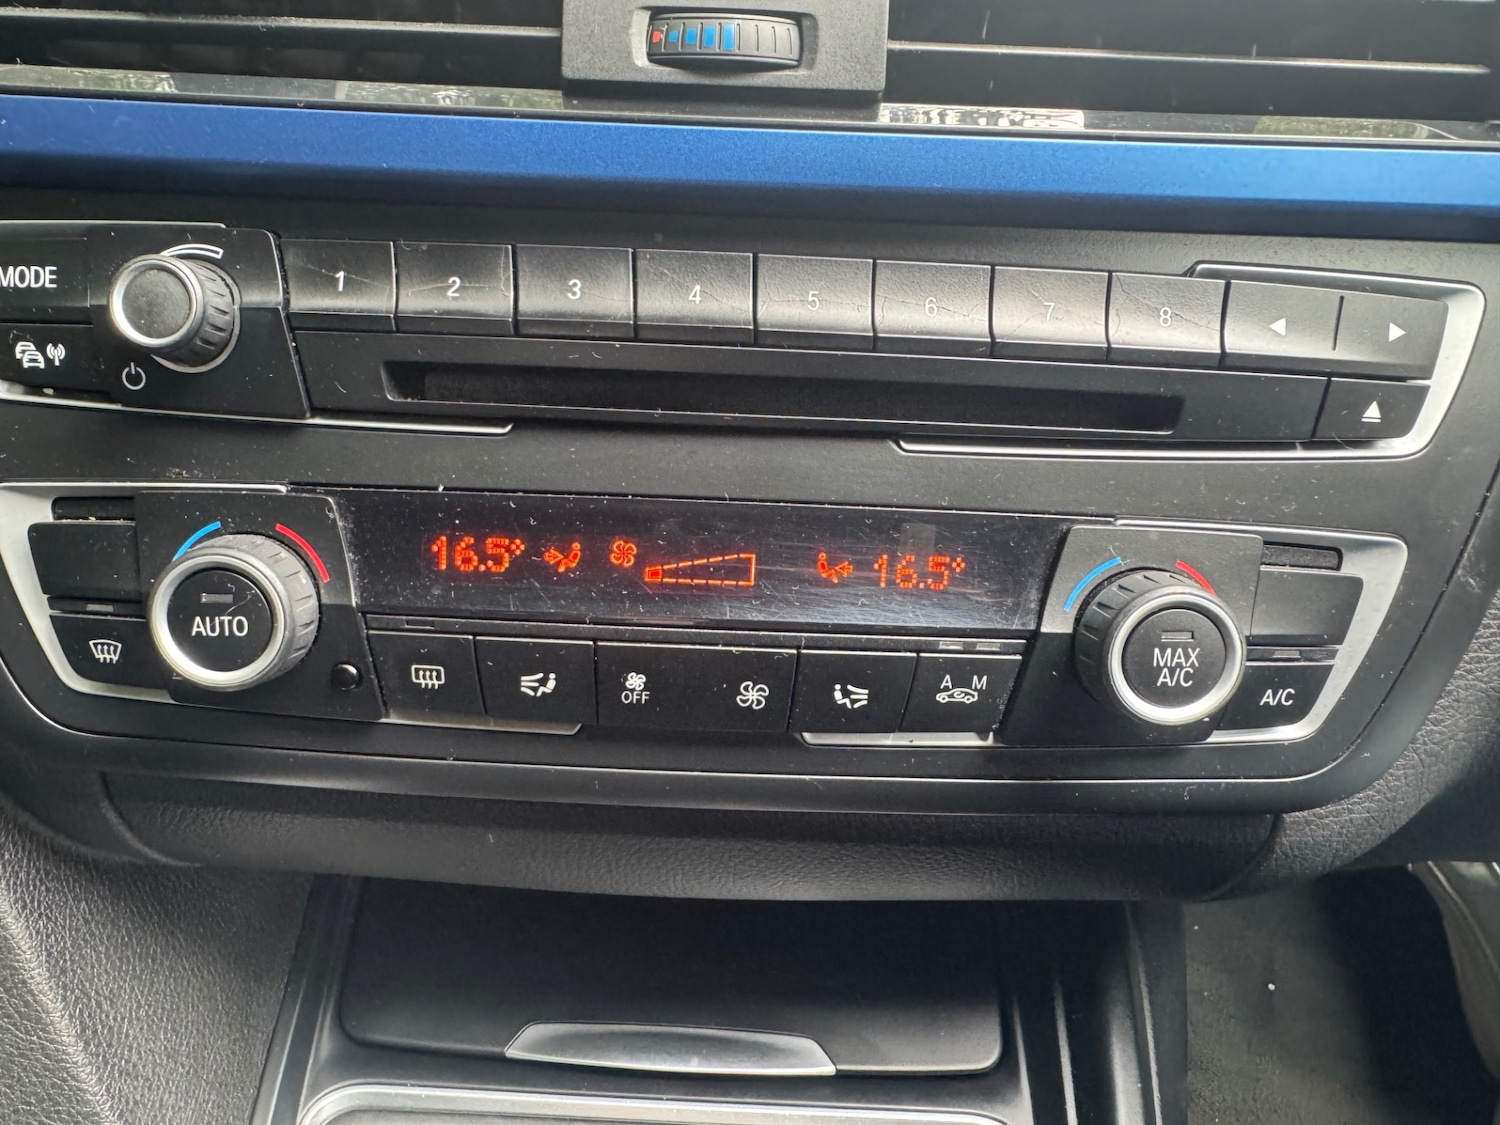 MODE
1 2 3 4 5 6 7 8
16.5° 16.5°
AUTO
MAX
A/C
OFF
A M
A/C